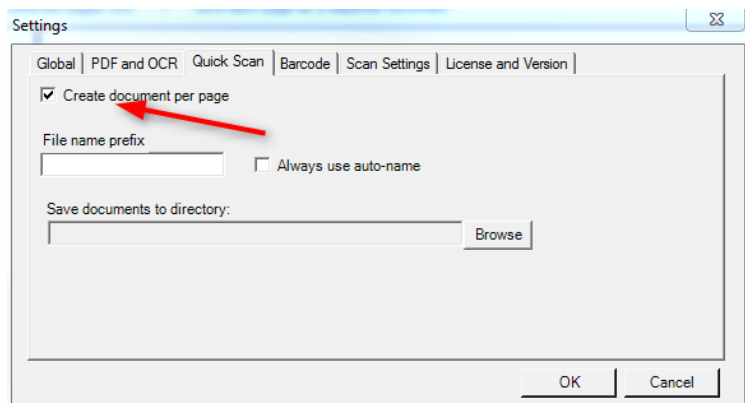 Settings
Global PDF and OCR Quick Scan Barcode Scan Settings License and Version
Create document per page
File name prefix
Always use auto-name
Save documents to directory:
Browse
OK Cancel